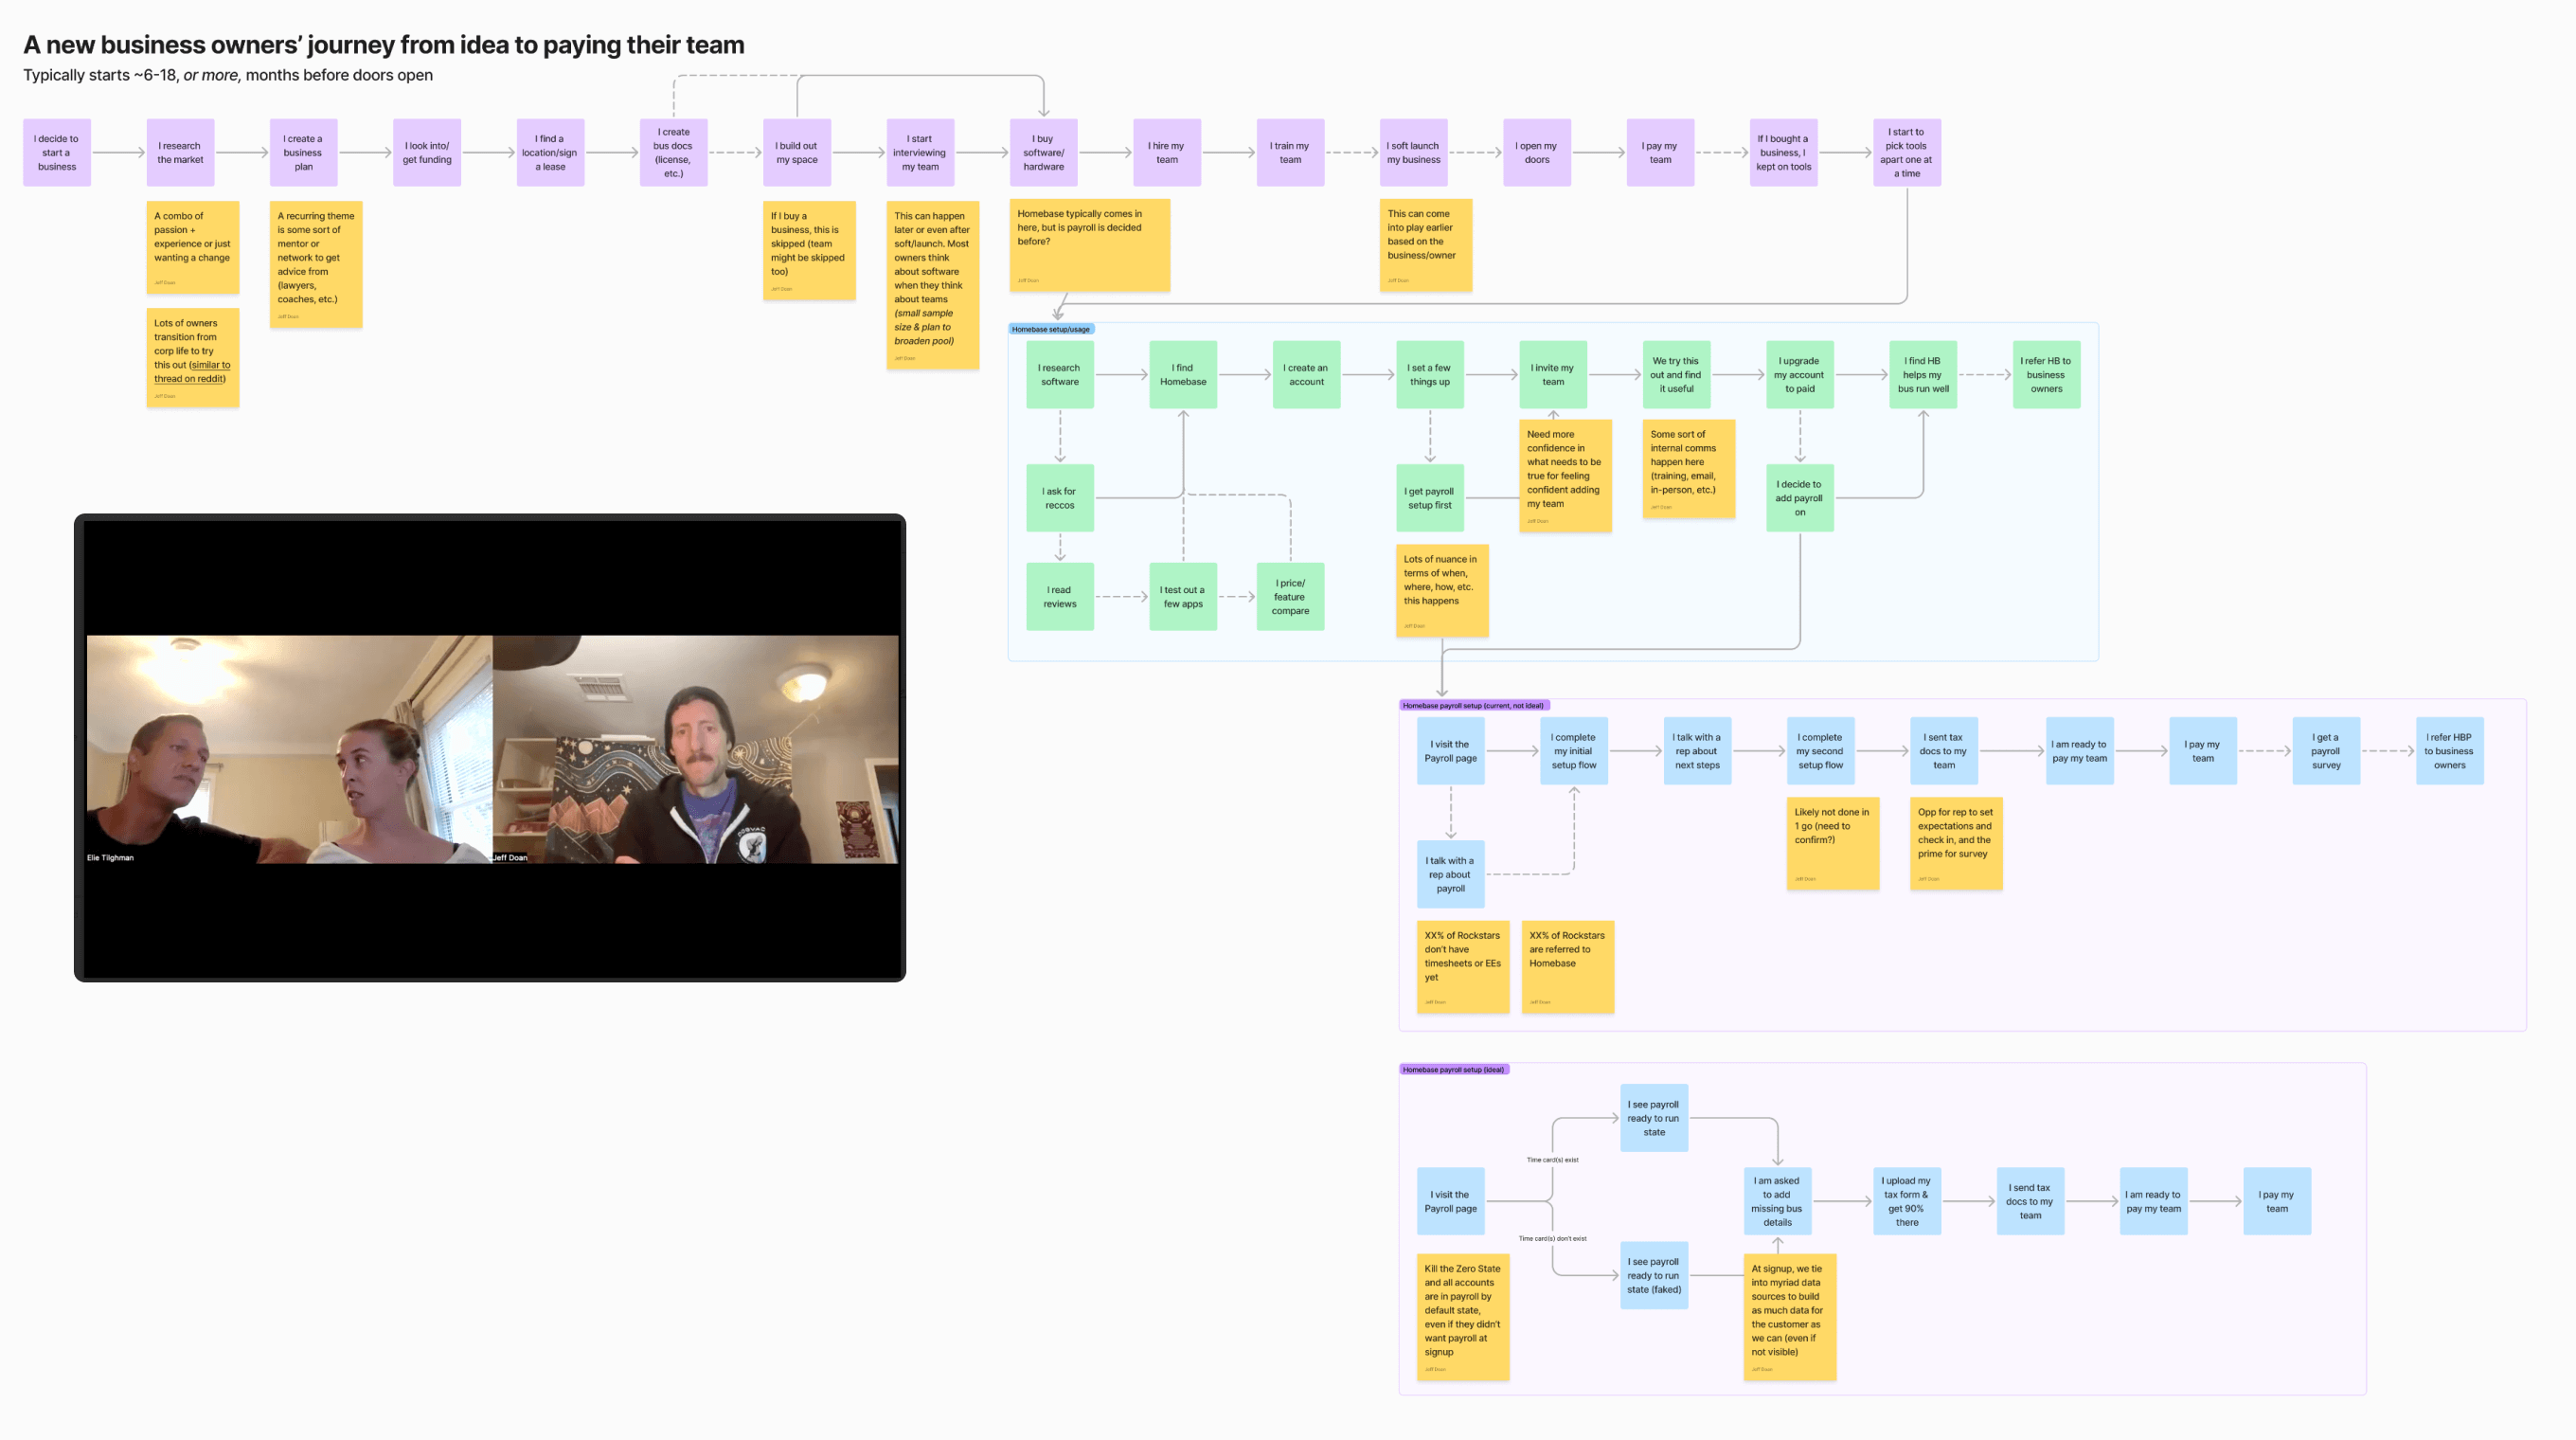 A new business owners’ journey from idea to paying their team
Typically starts ~6-18, or more, months before doors open
I decide to
start a
business
I research
the market
I create a
business
plan
I look into/
get funding
I find a
location/sign
a lease
I create
bus docs
(license,
etc.)
I build out
my space
I start
interviewing
my team
I buy
software/
hardware
I hire my
team
I train my
team
I soft launch
my business
I open my
doors
I pay my
team
If I bought a
business, I
kept on tools
I start to
pick tools
apart one at
a time
A combo of
passion +
experience or just
wanting a change
Jeff Doan
Lots of owners
transition from
corp life to try
this out (similar to
thread on reddit)
Jeff Doan
A recurring theme
is some sort of
mentor or
network to get
advice from
(lawyers,
coaches, etc.)
Jeff Doan
If I buy a
business, this is
skipped (team
might be skipped
too)
Jeff Doan
This can happen
later or even after
soft/launch. Most
owners think
about software
when they think
about teams
(small sample
size & plan to
broaden pool)
Jeff Doan
Homebase typically comes in
here, but is payroll is decided
before?
Jeff Doan
This can come
into play earlier
based on the
business/owner
Jeff Doan
Homebase setup/usage
I research
software
I find
Homebase
I create an
account
I set a few
things up
I invite my
team
We try this
out and find
it useful
I upgrade
my account
to paid
I find HB
helps my
bus run well
I refer HB to
business
owners
I ask for
reccos
I get payroll
setup first
Need more
confidence in
what needs to be
true for feeling
confident adding
my team
Jeff Doan
Some sort of
internal comms
happen here
(training, email,
in-person, etc.)
Jeff Doan
I decide to
add payroll
on
I read
reviews
I test out a
few apps
I price/
feature
compare
Lots of nuance in
terms of when,
where, how, etc.
this happens
Jeff Doan
Elie Tilghman
Jeff Doan
Homebase payroll setup (current, not ideal)
I visit the
Payroll page
I complete
my initial
setup flow
I talk with a
rep about
next steps
I complete
my second
setup flow
I sent tax
docs to my
team
I am ready to
pay my team
I pay my
team
I get a
payroll
survey
I refer HBP
to business
owners
I talk with a
rep about
payroll
Likely not done in
1 go (need to
confirm?)
Jeff Doan
Opp for rep to set
expectations and
check in, and the
prime for survey
Jeff Doan
XX% of Rockstars
don’t have
timesheets or EEs
yet
Jeff Doan
XX% of Rockstars
are referred to
Homebase
Jeff Doan
Homebase payroll setup (ideal)
I see payroll
ready to run
state
Time card(s) exist
I visit the
Payroll page
I am asked
to add
missing bus
details
I upload my
tax form &
get 90%
there
I send tax
docs to my
team
I am ready to
pay my team
I pay my
team
Time card(s) don’t exist
I see payroll
ready to run
state (faked)
Kill the Zero State
and all accounts
are in payroll by
default state,
even if they didn’t
want payroll at
signup
Jeff Doan
At signup, we tie
into myriad data
sources to build
as much data for
the customer as
we can (even if
not visible)
Jeff Doan